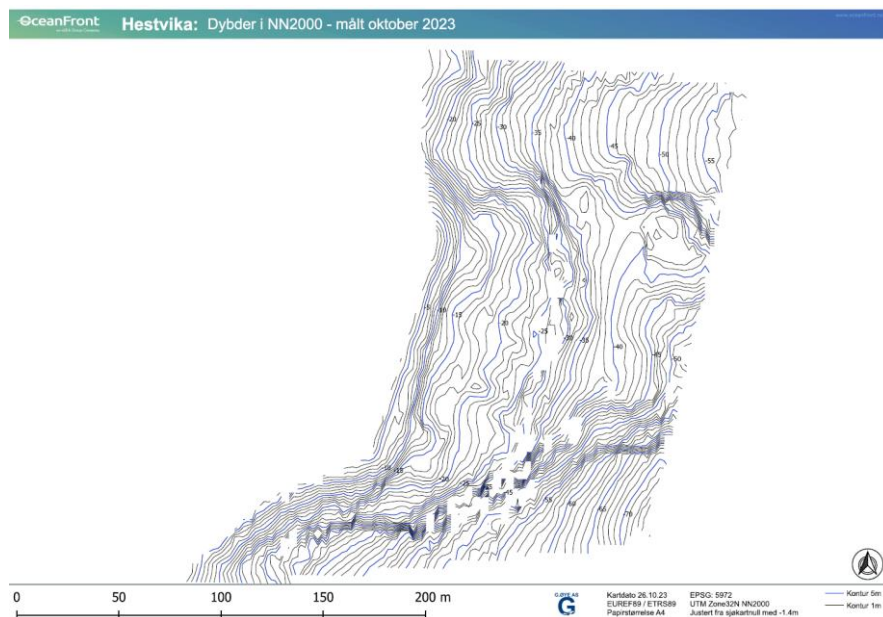 OceanFront
Hestvika: Dybder i NN2000 - målt oktober 2023
-20
-25
-30
-35
-40
-45
-50
-55
-5
-10
-15
-20
-25
-30
-35
-40
-45
-50
-15
-20
-25
-45
-55
-60
-65
-70
0
50
100
150
200 m
G
Kartdato 26.10.23
EUREF89 / ETRS89
Papirstørrelse A4
EPSG: 5972
UTM Zone32N NN2000
Justert fra sjøkartnull med -1.4m
Kontur 5m
Kontur 1m